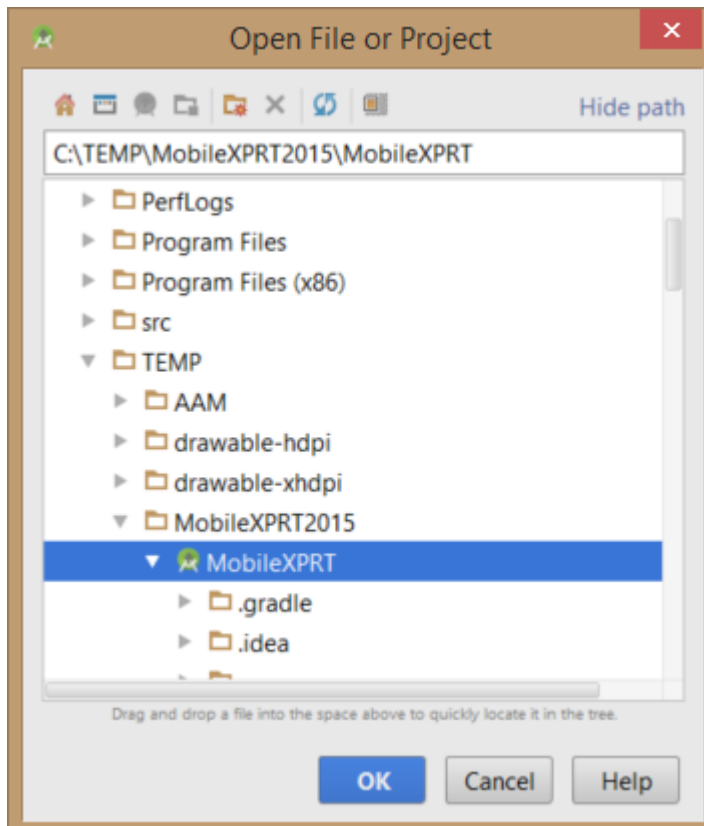 Open File or Project
Hide path
C:\TEMP\MobileXPRT2015\MobileXPRT
PerfLogs
Program Files
Program Files (x86)
src
TEMP
AAM
drawable-hdpi
drawable-xhdpi
MobileXPRT2015
MobileXPRT
.gradle
.idea
Drag and drop a file into the space above to quickly locate it in the tree.
OK Cancel Help